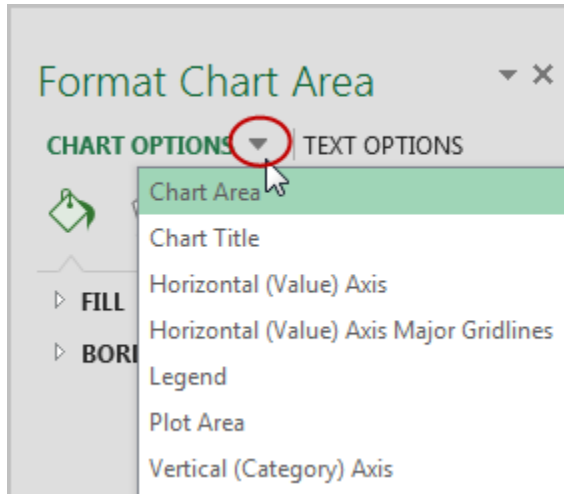 Format Chart Area
CHART OPTIONS TEXT OPTIONS
Chart Area
Chart Title
Horizontal (Value) Axis
FILL
Horizontal (Value) Axis Major Gridlines
BORD
Legend
Plot Area
Vertical (Category) Axis